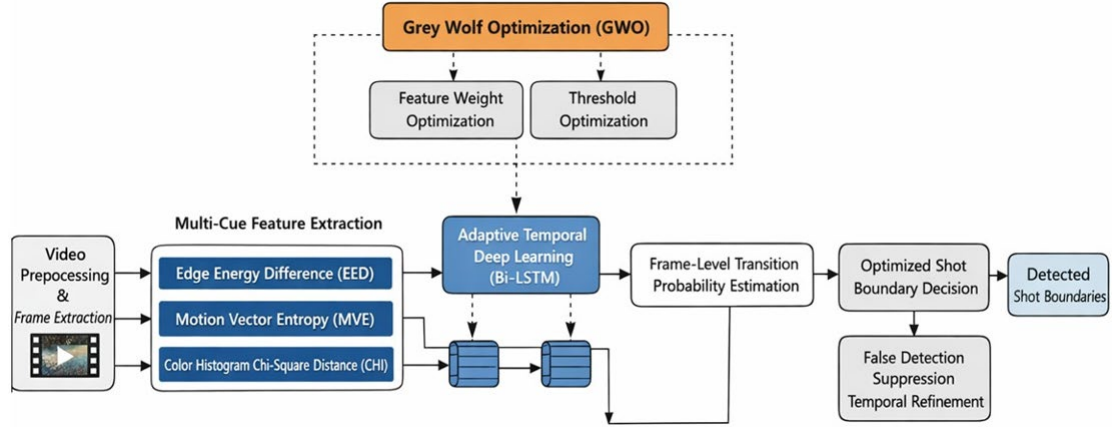 Grey Wolf Optimization (GWO)
Feature Weight
Optimization
Threshold
Optimization
Multi-Cue Feature Extraction
Video
Prepocessing
&
Frame Extraction
Edge Energy Difference (EED)
Motion Vector Entropy (MVE)
Color Histogram Chi-Square Distance (CHI)
Adaptive Temporal
Deep Learning
(Bi-LSTM)
Frame-Level Transition
Probability Estimation
Optimized Shot
Boundary Decision
Detected
Shot Boundaries
False Detection
Suppression
Temporal Refinement